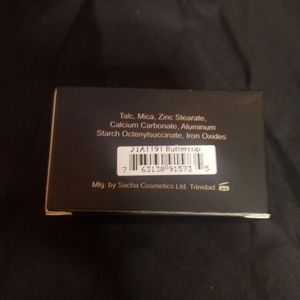 Talc, Mica, Zinc Stearate,
Calcium Carbonate, Aluminum
Starch Octenylsuccinate, Iron Oxides
21A1191 Buttercup
7 63130 91573 5
Mfg. by Sacha Cosmetics Ltd. Trinidad.